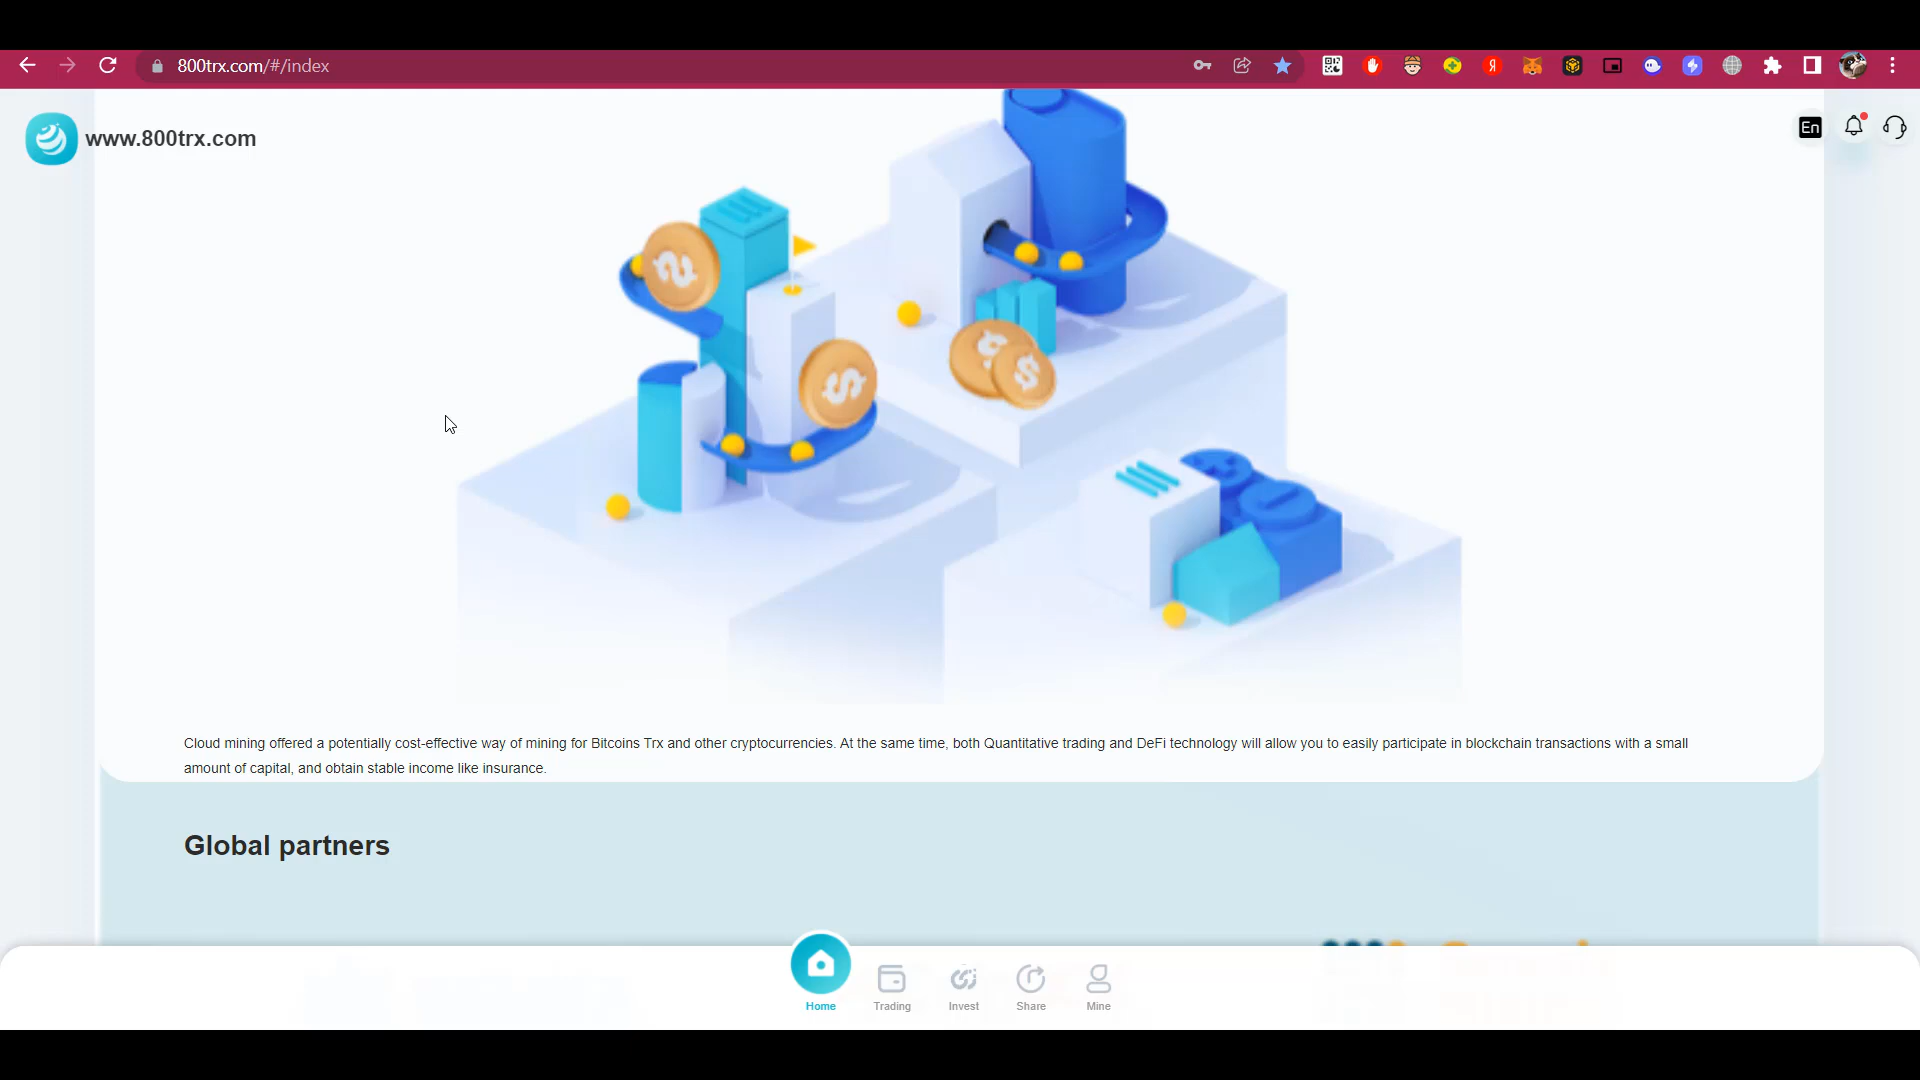 800trx.com/#/index
www.800trx.com
En
Cloud mining offered a potentially cost-effective way of mining for Bitcoins Trx and other cryptocurrencies. At the same time, both Quantitative trading and DeFi technology will allow you to easily participate in blockchain transactions with a small
amount of capital, and obtain stable income like insurance.
Global partners
Home
Trading
Invest
Share
Mine